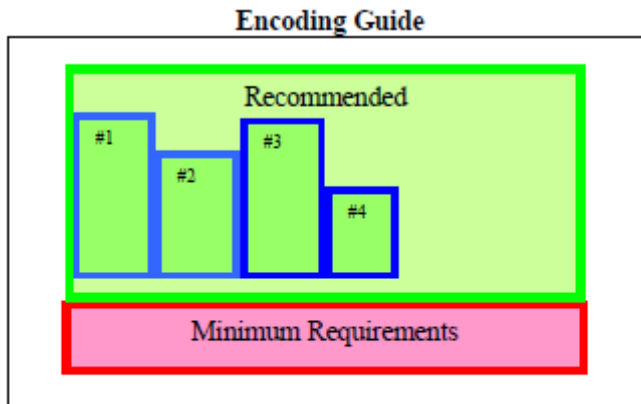 Encoding Guide
Recommended
#1
#2
#3
#4
Minimum Requirements